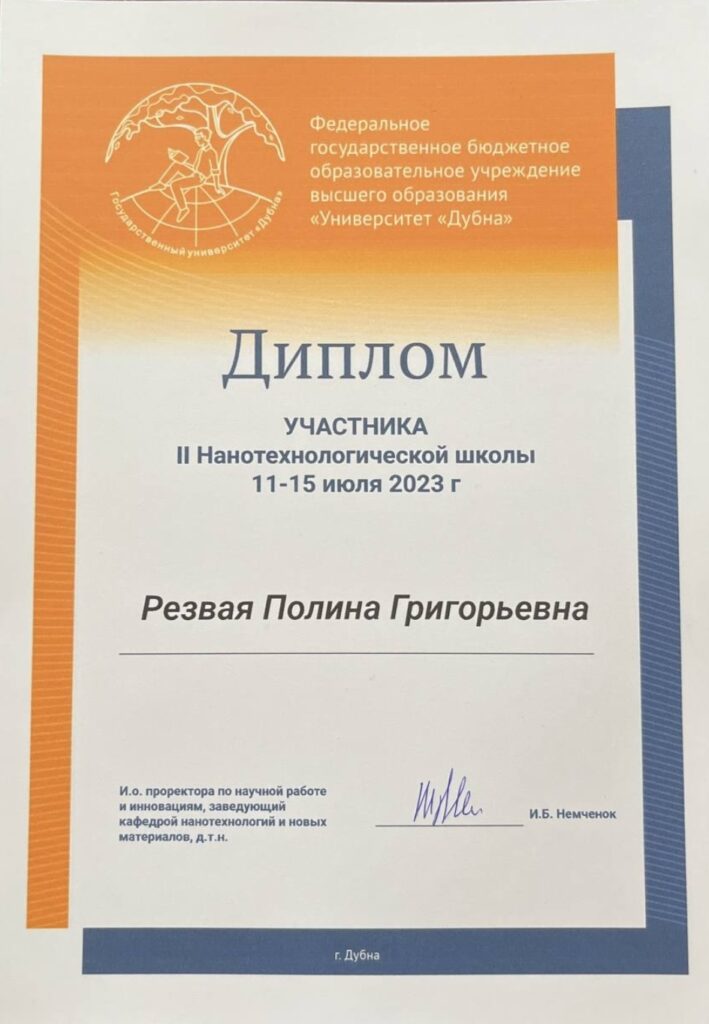 Государственный университет «Дубна»
Федеральное
государственное бюджетное
образовательное учреждение
высшего образования
«Университет «Дубна»
Диплом
УЧАСТНИКА
II Нанотехнологической школы
11-15 июля 2023 г
Резвая Полина Григорьевна
И.о. проректора по научной работе
и инновациям, заведующий
кафедрой нанотехнологий и новых
материалов, д.т.н.
И.Б. Немченок
г. Дубна